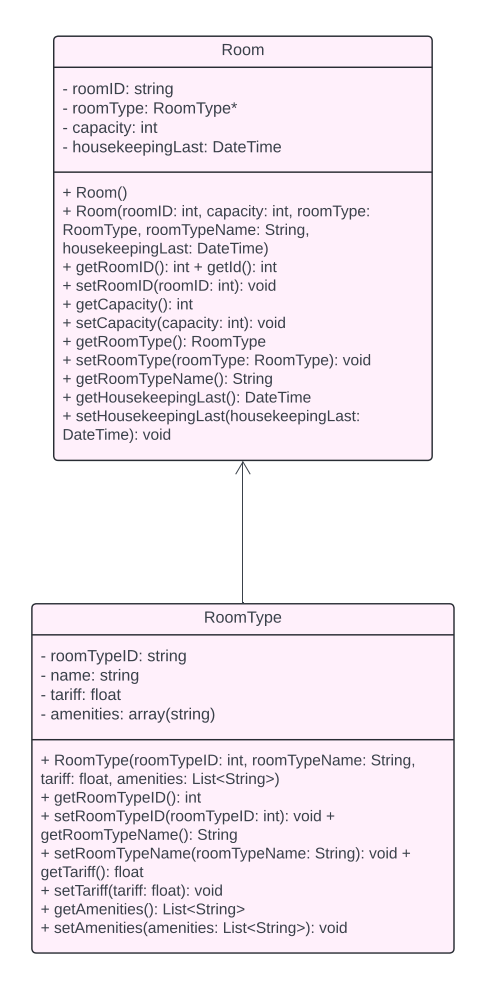 Room
- roomID: string
- roomType: RoomType*
- capacity: int
- housekeepingLast: DateTime
+ Room()
+ Room(roomID: int, capacity: int, roomType:
RoomType, roomTypeName: String,
housekeepingLast: DateTime)
+ getRoomID(): int + getId(): int
+ setRoomID(roomID: int): void
+ getCapacity(): int
+ setCapacity(capacity: int): void
+ getRoomType(): RoomType
+ setRoomType(roomType: RoomType): void
+ getRoomTypeName(): String
+ getHousekeepingLast(): DateTime
+ setHousekeepingLast(housekeepingLast:
DateTime): void
RoomType
- roomTypeID: string
- name: string
- tariff: float
- amenities: array(string)
+ RoomType(roomTypeID: int, roomTypeName: String,
tariff: float, amenities: List<String>)
+ getRoomTypeID(): int
+ setRoomTypeID(roomTypeID: int): void +
getRoomTypeName(): String
+ setRoomTypeName(roomTypeName: String): void +
getTariff(): float
+ setTariff(tariff: float): void
+ getAmenities(): List<String>
+ setAmenities(amenities: List<String>): void